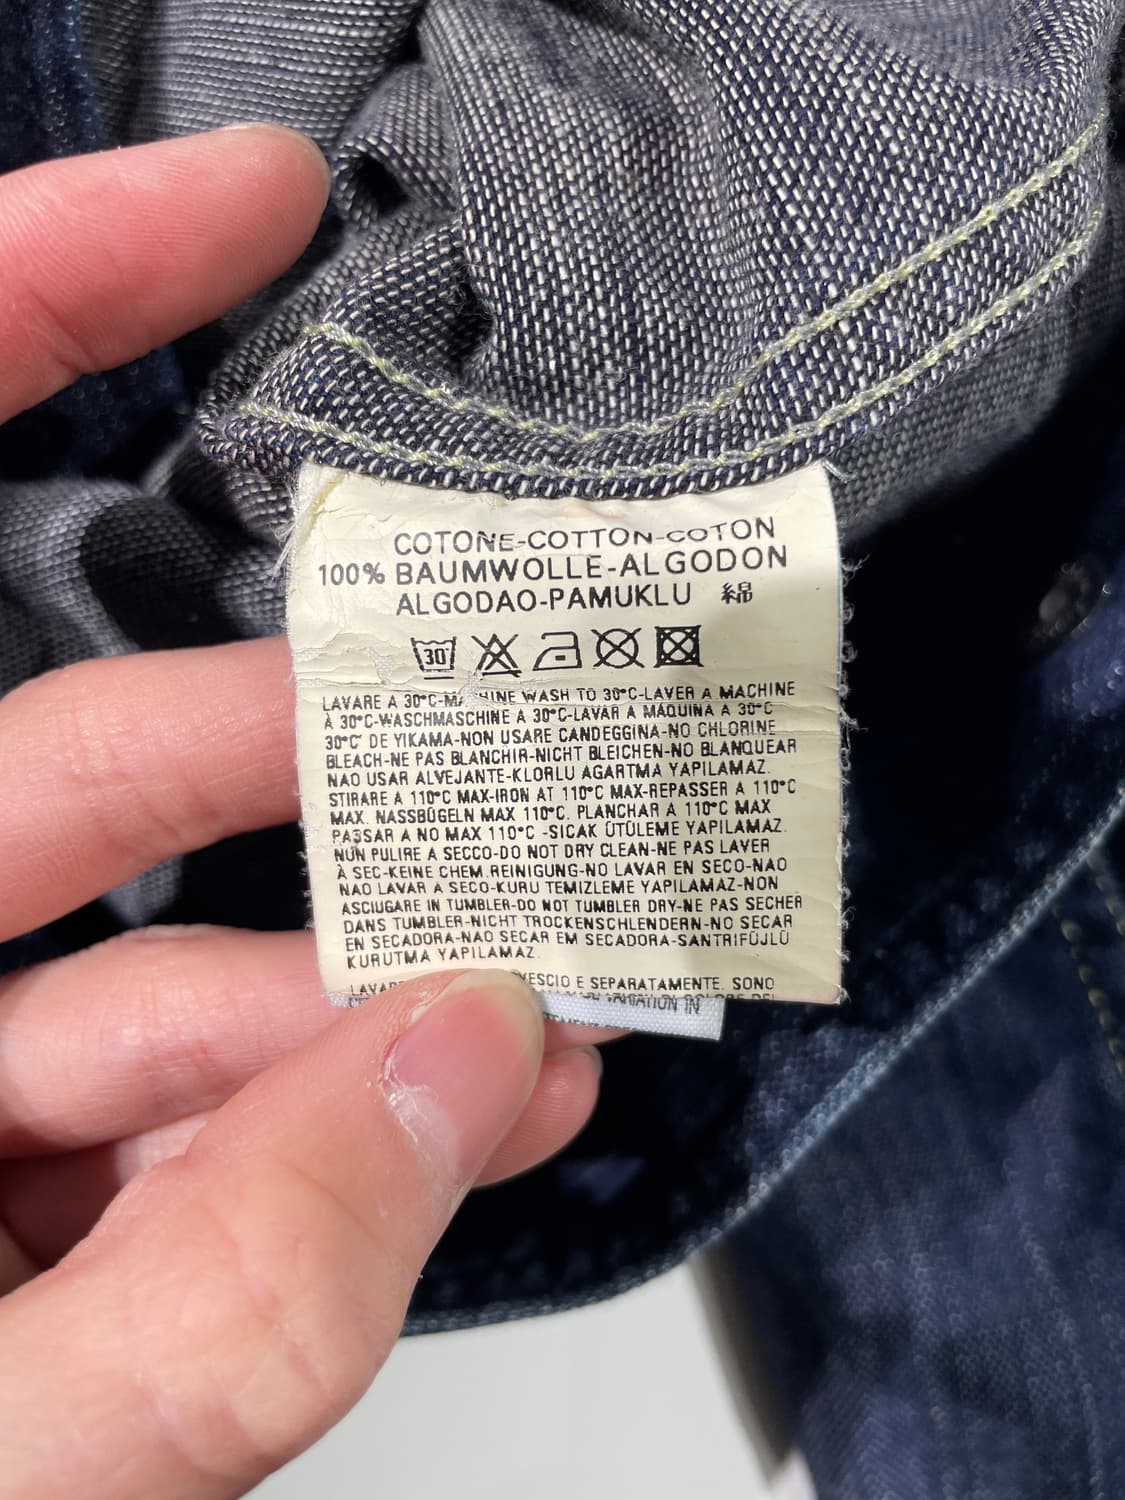 COTONE-COTTON-COTON
100% BAUMWOLLE-ALGODON
ALGODAO-PAMUKLU 綿
30
LAVARE A 30°C-MACHINE WASH TO 30°C-LAVER A MACHINE
À 30°C-WASCHMASCHINE A 30°C-LAVAR A MAQUINA A 30°C
30°C' DE YIKAMA-NON USARE CANDEGGINA-NO CHLORINE
BLEACH-NE PAS BLANCHIR-NICHT BLEICHEN-NO BLANQUEAR
NAO USAR ALVEJANTE-KLORLU AGARTMA YAPILAMAZ.
STIRARE A 110°C MAX-IRON AT 110°C MAX-REPASSER A 110°C
MAX. NASSBÜGELN MAX 110°C. PLANCHAR A 110°C MAX
PASSAR A NO MAX 110°C -SICAK ÜTÜLEME YAPILAMAZ.
NUN PULIRE A SECCO-DO NOT DRY CLEAN-NE PAS LAVER
À SEC-KEINE CHEM.REINIGUNG-NO LAVAR EN SECO-NAO
NAO LAVAR A SECO-KURU TEMIZLEME YAPILAMAZ-NON
ASCIUGARE IN TUMBLER-DO NOT TUMBLER DRY-NE PAS SECHER
DANS TUMBLER-NICHT TROCKENSCHLENDERN-NO SECAR
EN SECADORA-NAO SECAR EM SECADORA-SANTRIFÜJLÜ
KURUTMA YAPILAMAZ.
E SEPARATAMENTE. SONO
VARIATION IN